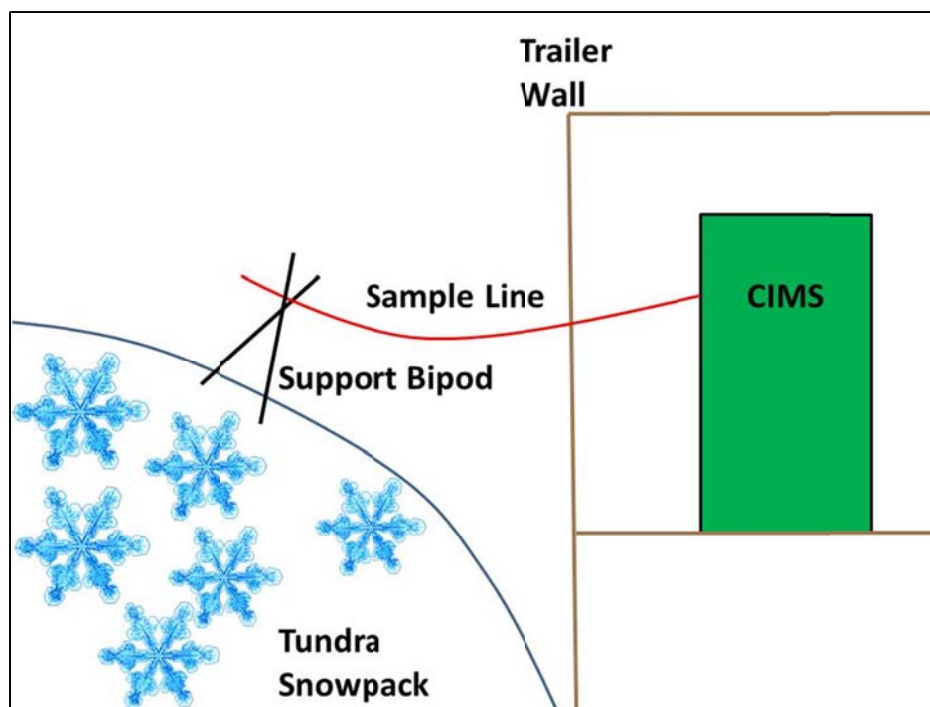 Trailer
Wall
Sample Line
CIMS
Support Bipod
Tundra
Snowpack